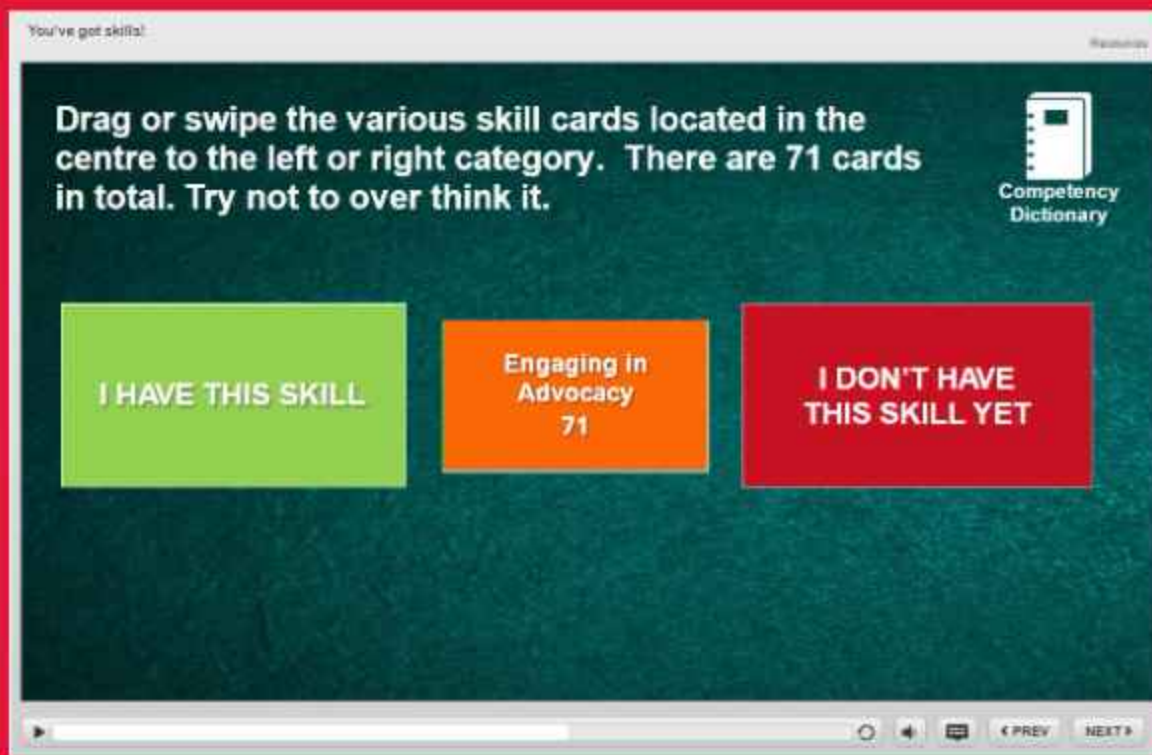 You've got skills!
Resources
Drag or swipe the various skill cards located in the
centre to the left or right category.  There are 71 cards
in total. Try not to over think it.
Competency
Dictionary
I HAVE THIS SKILL
Engaging in
Advocacy
71
I DON'T HAVE
THIS SKILL YET
PREV
NEXT